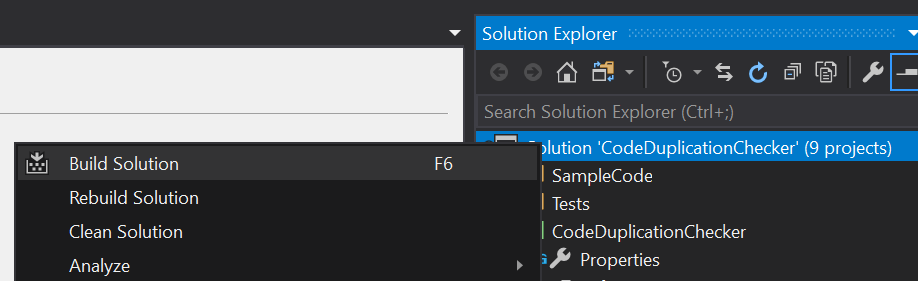 Solution Explorer
Search Solution Explorer (Ctrl+;)
Solution 'CodeDuplicationChecker' (9 projects)
Build Solution F6
SampleCode
Rebuild Solution
Tests
Clean Solution
CodeDuplicationChecker
Analyze
Properties